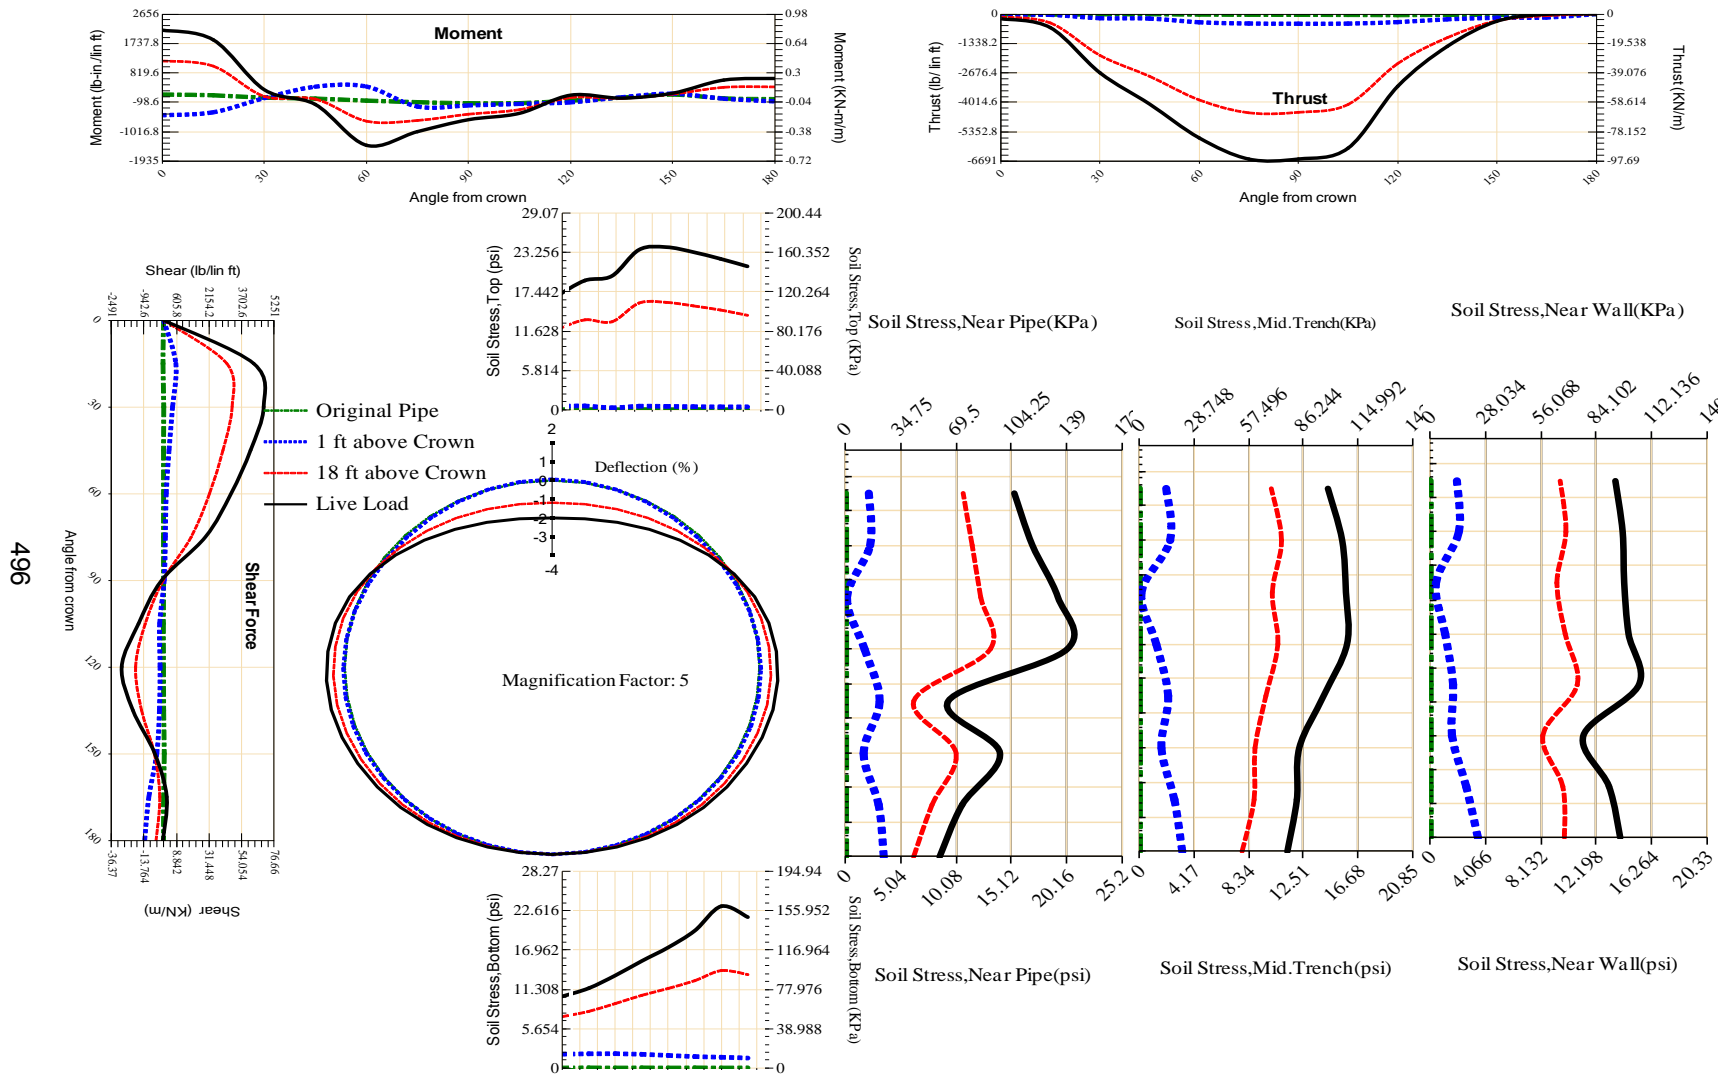 Moment
Moment (lb-in./lin ft)
2656
1737.8
819.6
-98.6
-1016.8
-1935
0.98
0.64
0.3
-0.04
-0.38
-0.72
Moment (KN-m/m)
0 30 60 90 120 150 180
Angle from crown
Thrust
Thrust (lb/ lin ft)
0
-1338.2
-2676.4
-4014.6
-5352.8
-6691
0
-19.538
-39.076
-58.614
-78.152
-97.69
Thrust (KN/m)
0 30 60 90 120 150 180
Angle from crown
Soil Stress,Top (psi)
29.07
23.256
17.442
11.628
5.814
0
200.44
160.352
120.264
80.176
40.088
0
Soil Stress,Top (KPa)
Shear (lb/lin ft)
-2491 -942.6 605.8 2154.2 3702.6 5251
0
30
60
90
120
150
180
Angle from crown
Shear Force
-36.37 -13.764 8.842 31.448 54.054 76.66
Shear (KN/m)
496
Original Pipe
1 ft above Crown
18 ft above Crown
Live Load
2
1
0
-1
-2
-3
-4
Deflection (%)
Magnification Factor: 5
Soil Stress,Bottom (psi)
28.27
22.616
16.962
11.308
5.654
0
194.94
155.952
116.964
77.976
38.988
0
Soil Stress,Bottom (KPa)
Soil Stress,Near Pipe(KPa)
0 34.75 69.5 104.25 139
0 5.04 10.08 15.12 20.16 25.2
Soil Stress,Near Pipe(psi)
Soil Stress,Mid.Trench(KPa)
0 28.748 57.496 86.244 114.992
0 4.17 8.34 12.51 16.68 20.85
Soil Stress,Mid.Trench(psi)
Soil Stress,Near Wall(KPa)
0 28.034 56.068 84.102 112.136
0 4.066 8.132 12.198 16.264 20.33
Soil Stress,Near Wall(psi)